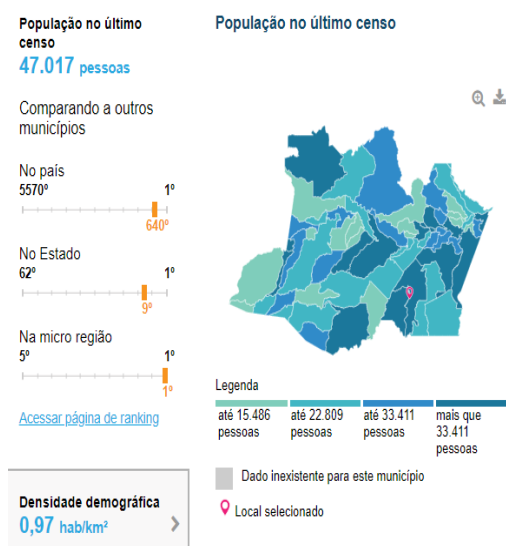 População no último
censo
47.017 pessoas
Comparando a outros
municípios
No país
5570º 1º
640º
No Estado
62º 1º
9º
Na micro região
5º 1º
1º
Acessar página de ranking
Densidade demográfica
0,97 hab/km²
População no último censo
Legenda
até 15.486
pessoas
até 22.809
pessoas
até 33.411
pessoas
mais que
33.411
pessoas
Dado inexistente para este município
Local selecionado